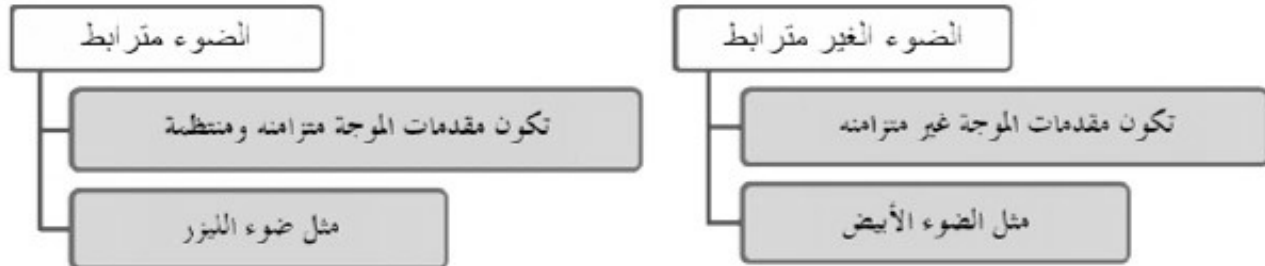 الضوء الغير مترابط
تكون مقدمات الموجة غير متزامنه
مثل الضوء الأبيض
الضوء مترابط
تكون مقدمات الموجة متزامنه ومنتظمة
مثل ضوء الليزر